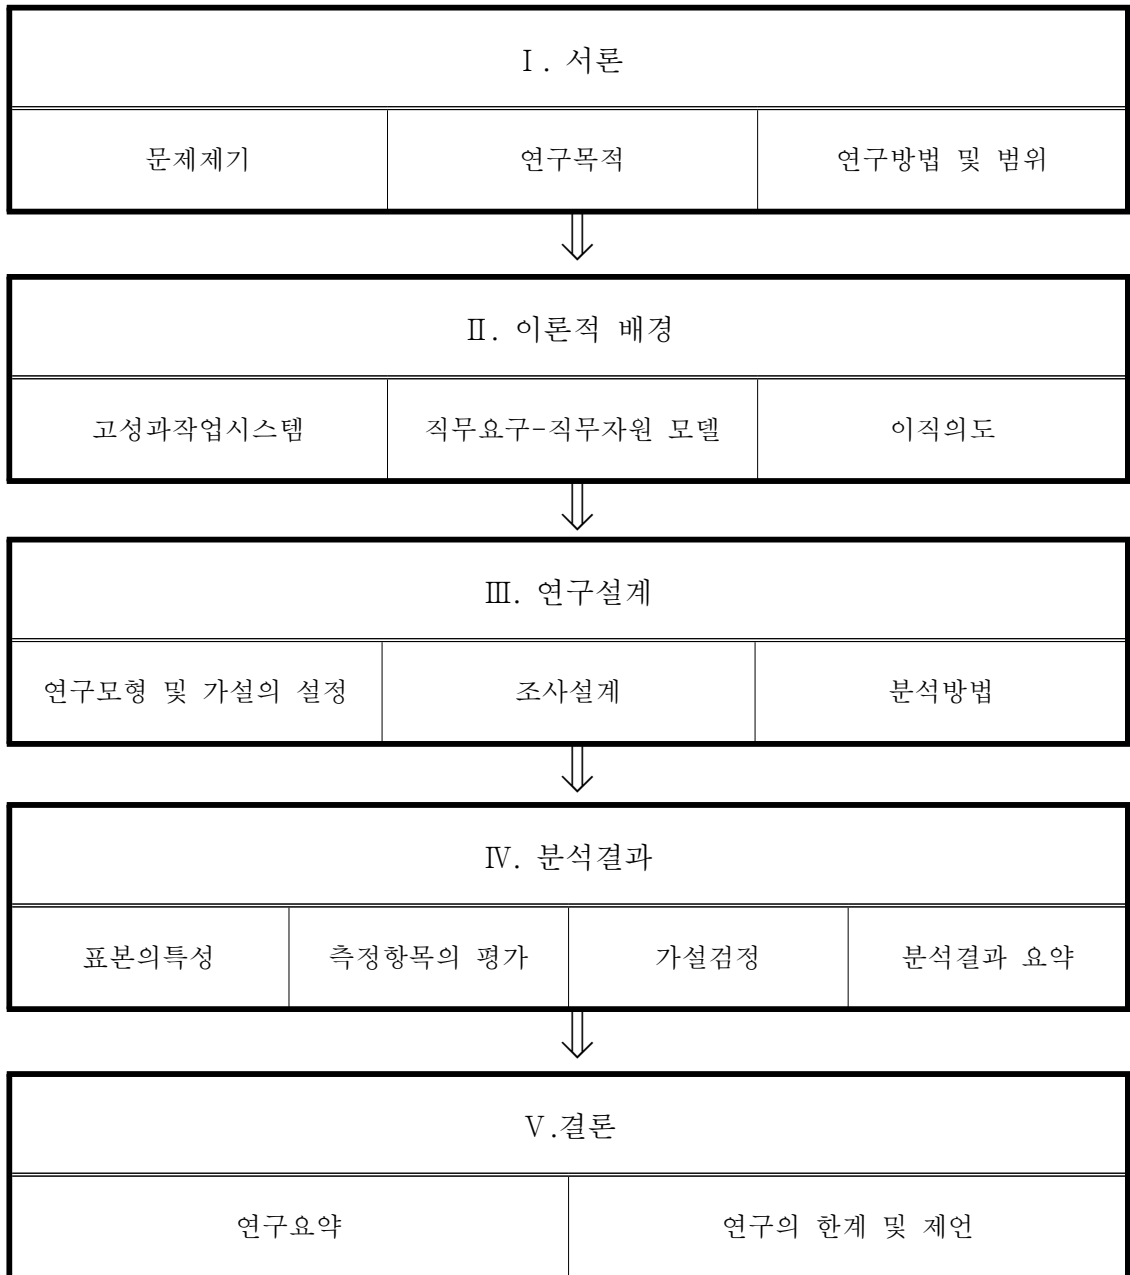 Ⅰ. 서론
문제제기
연구목적
연구방법 및 범위
Ⅱ. 이론적 배경
고성과작업시스템
직무요구-직무자원 모델
이직의도
Ⅲ. 연구설계
연구모형 및 가설의 설정
조사설계
분석방법
Ⅳ. 분석결과
표본의특성
측정항목의 평가
가설검정
분석결과 요약
Ⅴ.결론
연구요약
연구의 한계 및 제언